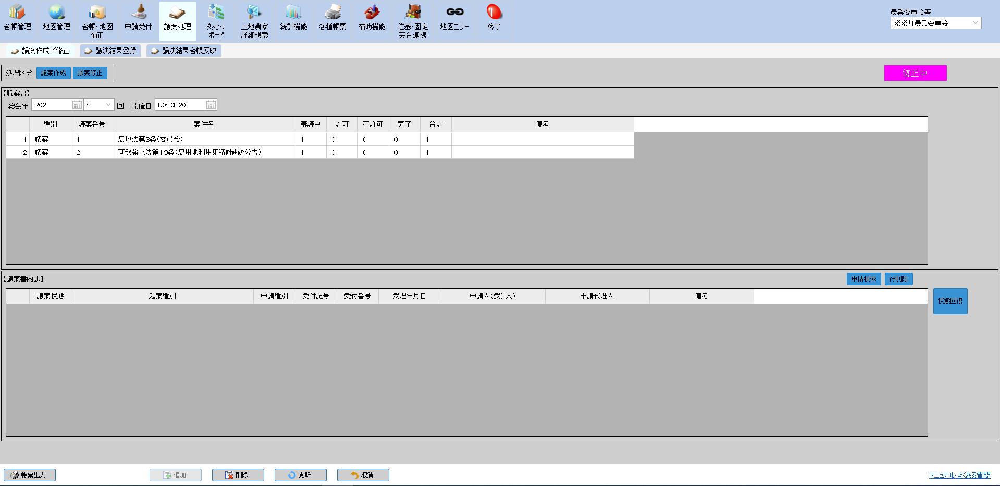 台帳管理
地図管理
台帳・地図
補正
申請受付
議案処理
ダッシュ
ボード
土地農家
詳細検索
統計機能
各種帳票
補助機能
住基・固定
突合連携
地図エラー
終了
農業委員会等
※※町農業委員会
議案作成／修正
議決結果登録
議決結果台帳反映
処理区分 議案作成 議案修正
修正中
【議案書】
総会年 R02 2 回 開催日 R02.08.20
種別 議案番号 案件名 審議中 許可 不許可 完了 合計 備考
1 議案 1 農地法第3条（委員会） 1 0 0 0 1
2 議案 2 基盤強化法第19条（農用地利用集積計画の公告） 1 0 0 0 1
【議案書内訳】
申請検索 行削除
議案状態 起案種別 申請種別 受付記号 受付番号 受理年月日 申請人（受け人） 申請代理人 備考
状態回復
帳票出力 追加 削除 更新 取消
マニュアル・よくある質問